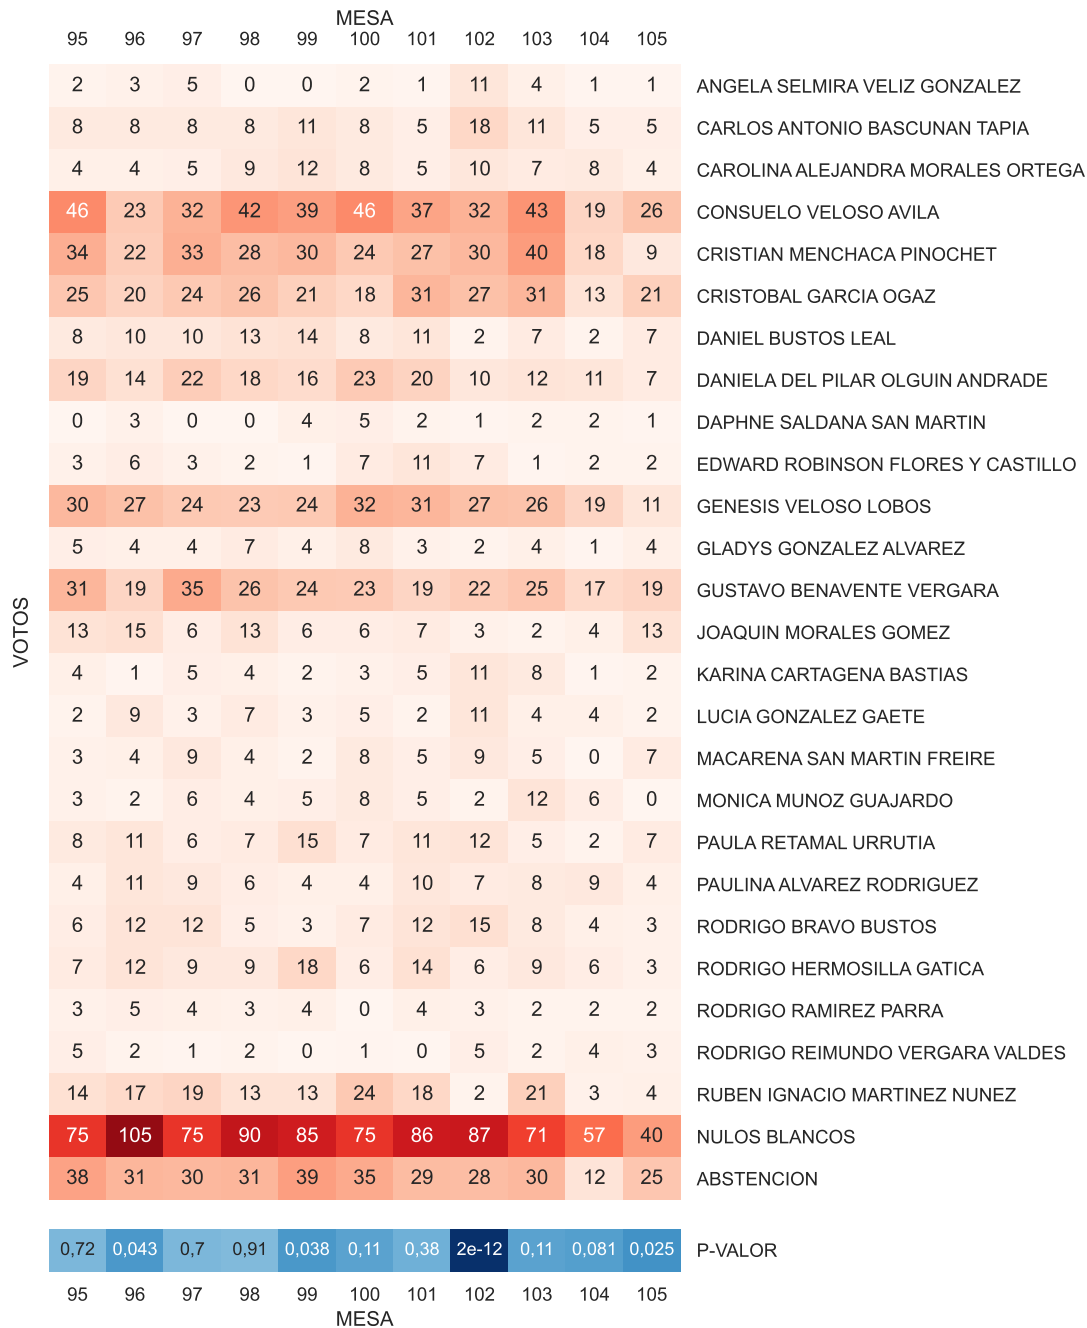 MESA
95 96 97 98 99 100 101 102 103 104 105
2 3 5 0 0 2 1 11 4 1 1 ANGELA SELMIRA VELIZ GONZALEZ
8 8 8 8 11 8 5 18 11 5 5 CARLOS ANTONIO BASCUNAN TAPIA
4 4 5 9 12 8 5 10 7 8 4 CAROLINA ALEJANDRA MORALES ORTEGA
46 23 32 42 39 46 37 32 43 19 26 CONSUELO VELOSO AVILA
34 22 33 28 30 24 27 30 40 18 9 CRISTIAN MENCHACA PINOCHET
25 20 24 26 21 18 31 27 31 13 21 CRISTOBAL GARCIA OGAZ
8 10 10 13 14 8 11 2 7 2 7 DANIEL BUSTOS LEAL
19 14 22 18 16 23 20 10 12 11 7 DANIELA DEL PILAR OLGUIN ANDRADE
0 3 0 0 4 5 2 1 2 2 1 DAPHNE SALDANA SAN MARTIN
3 6 3 2 1 7 11 7 1 2 2 EDWARD ROBINSON FLORES Y CASTILLO
30 27 24 23 24 32 31 27 26 19 11 GENESIS VELOSO LOBOS
5 4 4 7 4 8 3 2 4 1 4 GLADYS GONZALEZ ALVAREZ
31 19 35 26 24 23 19 22 25 17 19 GUSTAVO BENAVENTE VERGARA
VOTOS
13 15 6 13 6 6 7 3 2 4 13 JOAQUIN MORALES GOMEZ
4 1 5 4 2 3 5 11 8 1 2 KARINA CARTAGENA BASTIAS
2 9 3 7 3 5 2 11 4 4 2 LUCIA GONZALEZ GAETE
3 4 9 4 2 8 5 9 5 0 7 MACARENA SAN MARTIN FREIRE
3 2 6 4 5 8 5 2 12 6 0 MONICA MUNOZ GUAJARDO
8 11 6 7 15 7 11 12 5 2 7 PAULA RETAMAL URRUTIA
4 11 9 6 4 4 10 7 8 9 4 PAULINA ALVAREZ RODRIGUEZ
6 12 12 5 3 7 12 15 8 4 3 RODRIGO BRAVO BUSTOS
7 12 9 9 18 6 14 6 9 6 3 RODRIGO HERMOSILLA GATICA
3 5 4 3 4 0 4 3 2 2 2 RODRIGO RAMIREZ PARRA
5 2 1 2 0 1 0 5 2 4 3 RODRIGO REIMUNDO VERGARA VALDES
14 17 19 13 13 24 18 2 21 3 4 RUBEN IGNACIO MARTINEZ NUNEZ
75 105 75 90 85 75 86 87 71 57 40 NULOS BLANCOS
38 31 30 31 39 35 29 28 30 12 25 ABSTENCION
0,72 0,043 0,7 0,91 0,038 0,11 0,38 2e-12 0,11 0,081 0,025 P-VALOR
95 96 97 98 99 100 101 102 103 104 105
MESA